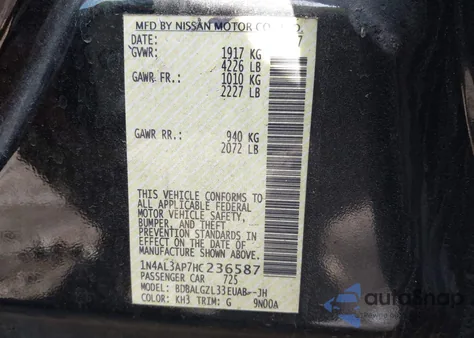 MFD BY NISSAN MOTOR CO., LTD.
DATE: 7
GVWR: 1917 KG
4226 LB
GAWR FR: 1010 KG
2227 LB
GAWR RR: 940 KG
2072 LB
THIS VEHICLE CONFORMS TO
ALL APPLICABLE FEDERAL
MOTOR VEHICLE SAFETY,
BUMPER, AND THEFT
PREVENTION STANDARDS IN
EFFECT ON THE DATE OF
MANUFACTURE SHOWN ABOVE.
1N4AL3AP7HC236587
PASSENGER CAR 725
MODEL: BDBALGZL33EUAB--JH
COLOR: KH3 TRIM: G 9N00A
AutoSnap